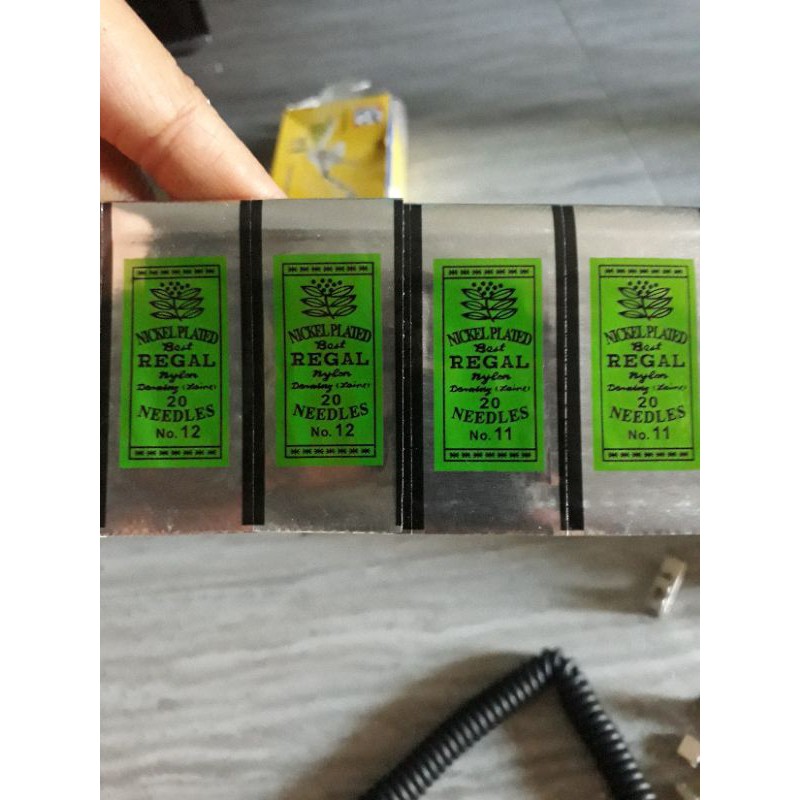 NICKEL PLATED
Best
REGAL
Nylon
20
NEEDLES
No. 12
NICKEL PLATED
Best
REGAL
Nylon
20
NEEDLES
No. 12
NICKEL PLATED
Best
REGAL
Nylon
20
NEEDLES
No. 11
NICKEL PLATED
Best
REGAL
Nylon
20
NEEDLES
No. 11